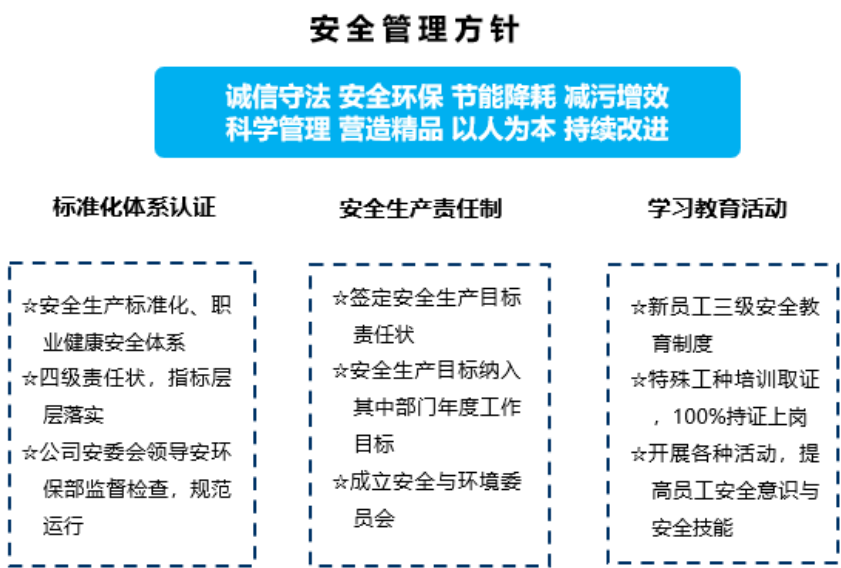 安全管理方针
诚信守法 安全环保 节能降耗 减污增效
科学管理 营造精品 以人为本 持续改进
标准化体系认证
☆安全生产标准化、职
业健康安全体系
☆四级责任状，指标层
层落实
☆公司安委会领导安环
保部监督检查，规范
运行
安全生产责任制
☆签定安全生产目标
责任状
☆安全生产目标纳入
其中部门年度工作
目标
☆成立安全与环境委
员会
学习教育活动
☆新员工三级安全教
育制度
☆特殊工种培训取证
，100%持证上岗
☆开展各种活动，提
高员工安全意识与
安全技能